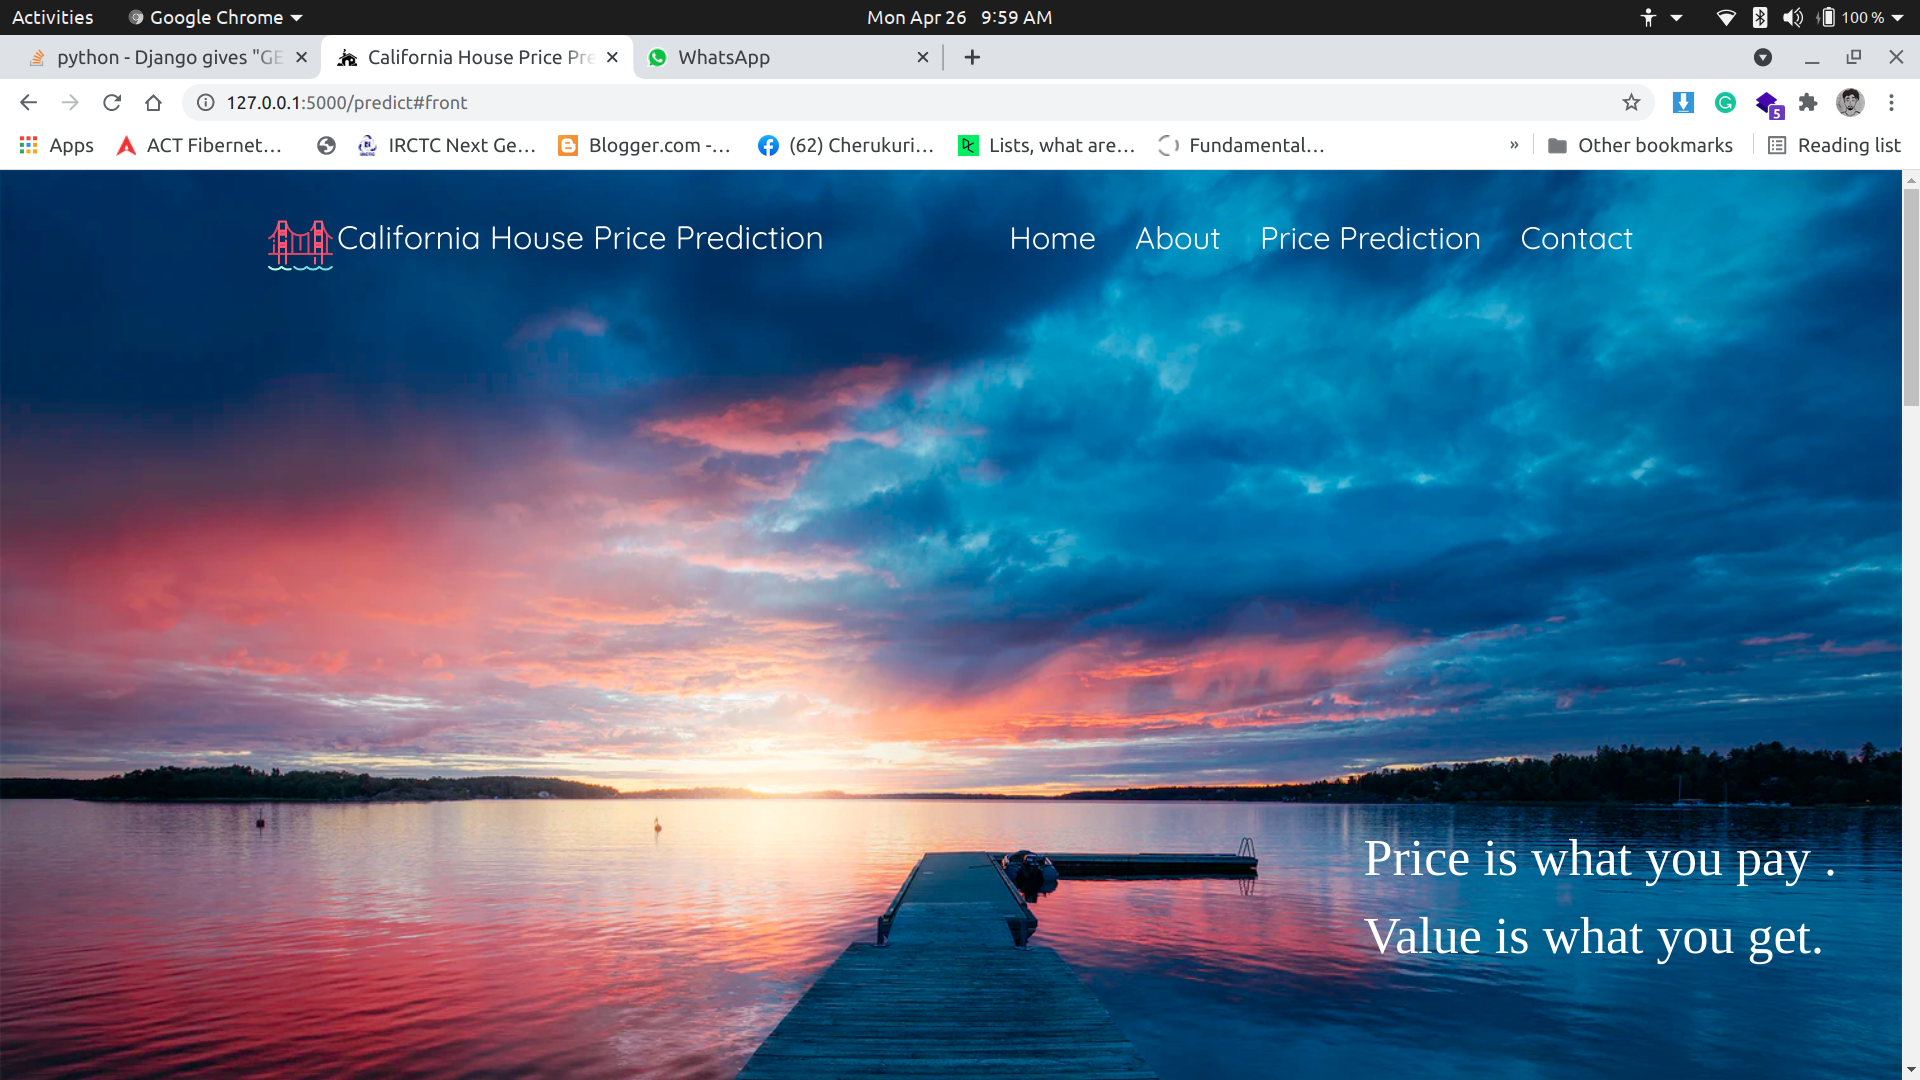 Activities Google Chrome Mon Apr 26 9:59 AM 100 %
python - Django gives "GE California House Price Pre WhatsApp
127.0.0.1:5000/predict#front 5
Apps ACT Fibernet… IRCTC Next Ge… Blogger.com -… (62) Cherukuri… Lists, what are… Fundamental… » Other bookmarks Reading list
California House Price Prediction Home About Price Prediction Contact
Price is what you pay .
Value is what you get.